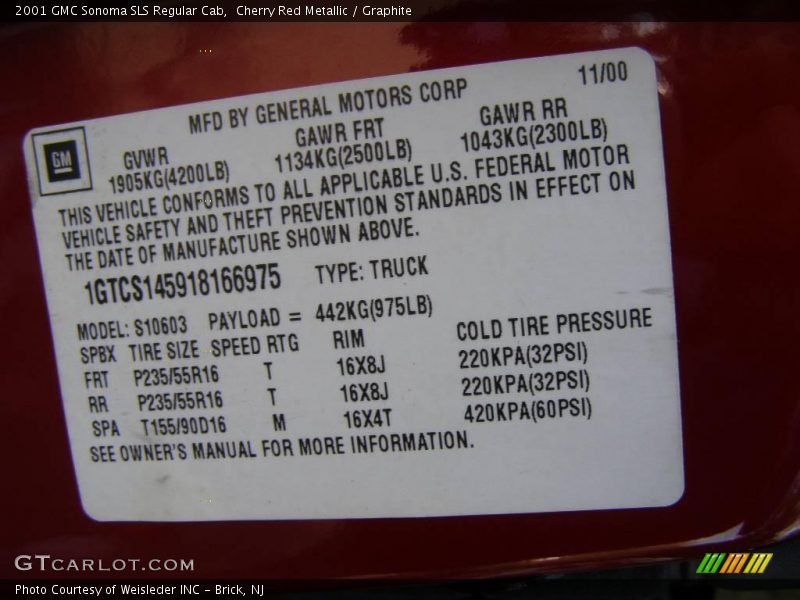 2001 GMC Sonoma SLS Regular Cab,  Cherry Red Metallic / Graphite
MFD BY GENERAL MOTORS CORP 11/00
GM GVWR GAWR FRT GAWR RR
1905KG(4200LB) 1134KG(2500LB) 1043KG(2300LB)
THIS VEHICLE CONFORMS TO ALL APPLICABLE U.S. FEDERAL MOTOR
VEHICLE SAFETY AND THEFT PREVENTION STANDARDS IN EFFECT ON
THE DATE OF MANUFACTURE SHOWN ABOVE.
1GTCS145918166975 TYPE: TRUCK
MODEL: S10603 PAYLOAD = 442KG(975LB)
SPBX TIRE SIZE SPEED RTG RIM COLD TIRE PRESSURE
FRT P235/55R16 T 16X8J 220KPA(32PSI)
RR P235/55R16 T 16X8J 220KPA(32PSI)
SPA T155/90D16 M 16X4T 420KPA(60PSI)
SEE OWNER'S MANUAL FOR MORE INFORMATION.
GTCARLOT.COM
Photo Courtesy of Weisleder INC - Brick, NJ